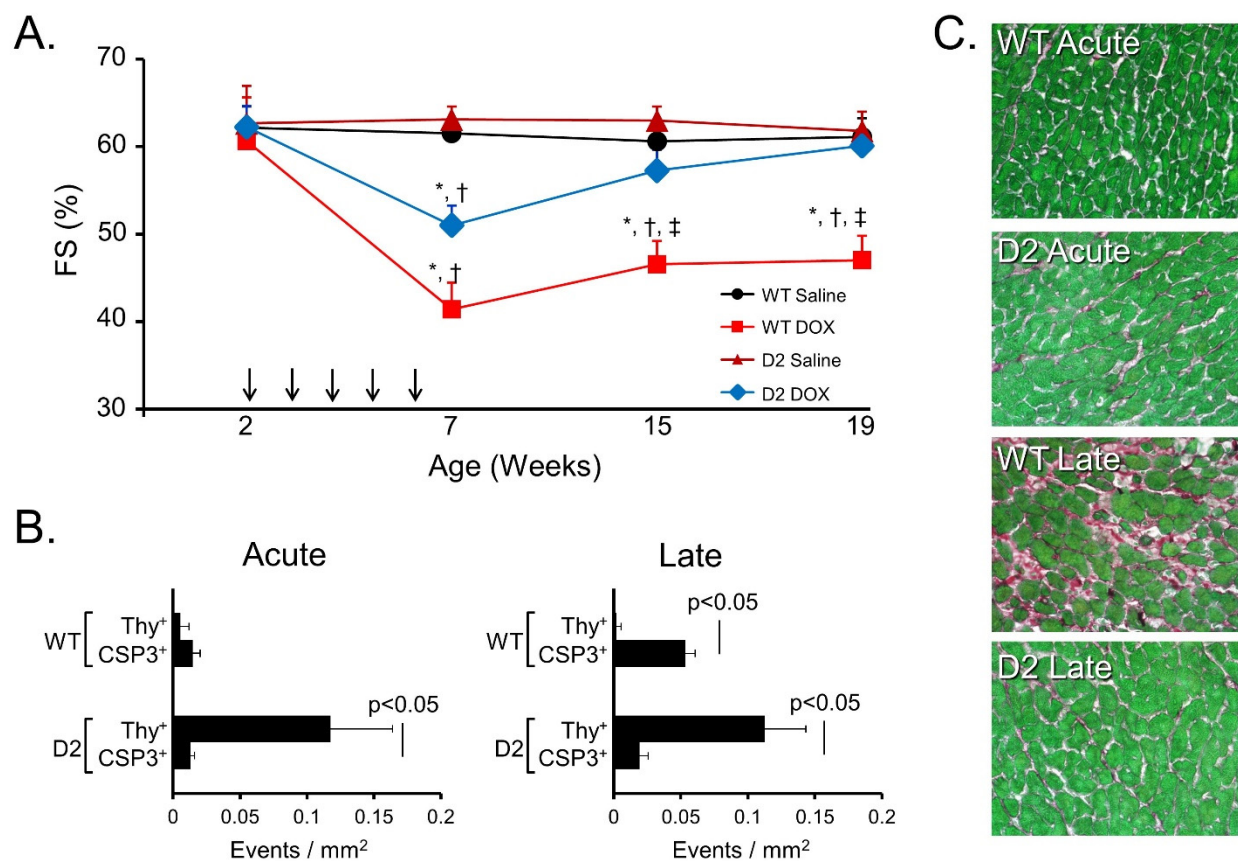 A.
70
60
50
40
30
FS (%)
*, †
*, †
*, †, ‡
*, †, ‡
WT Saline
WT DOX
D2 Saline
D2 DOX
2 7 15 19
Age (Weeks)
B.
Acute
WT
Thy⁺
CSP3⁺
D2
Thy⁺
CSP3⁺
p<0.05
0 0.05 0.1 0.15 0.2
Events / mm²
Late
WT
Thy⁺
CSP3⁺
p<0.05
D2
Thy⁺
CSP3⁺
p<0.05
0 0.05 0.1 0.15 0.2
Events / mm²
C.
WT Acute
D2 Acute
WT Late
D2 Late